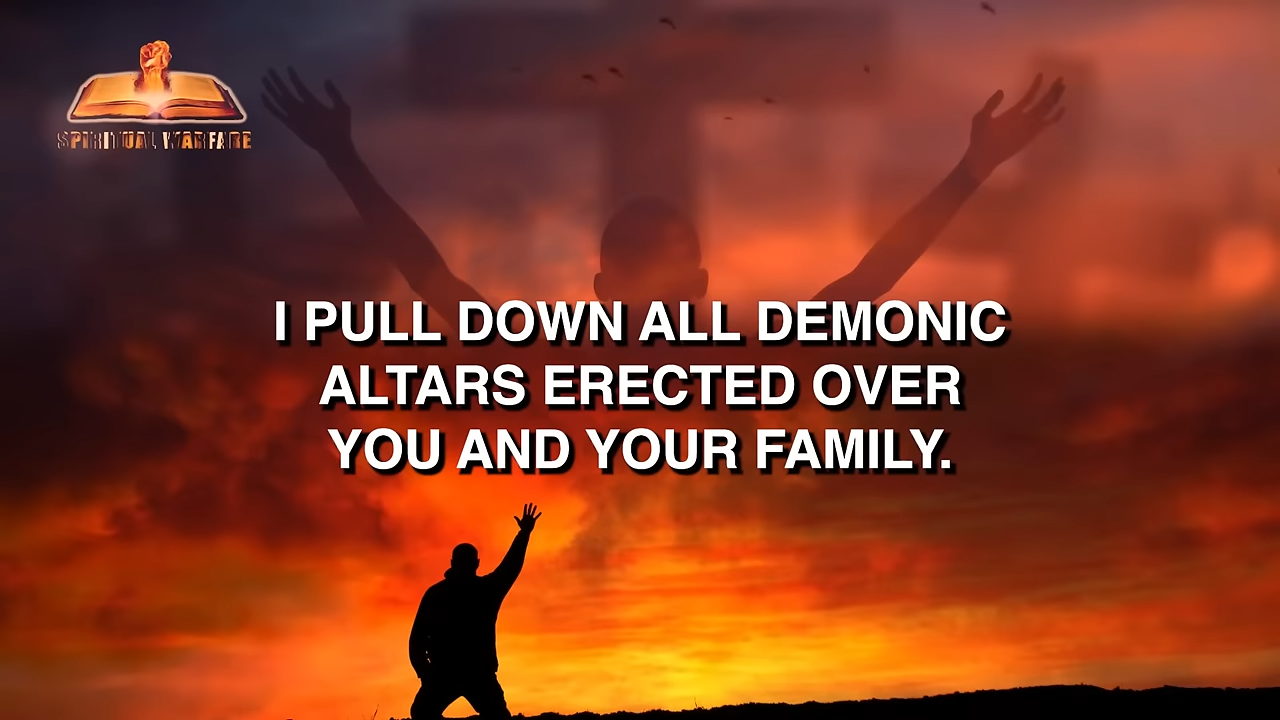 SPIRITUAL WARFARE
I PULL DOWN ALL DEMONIC
ALTARS ERECTED OVER
YOU AND YOUR FAMILY.